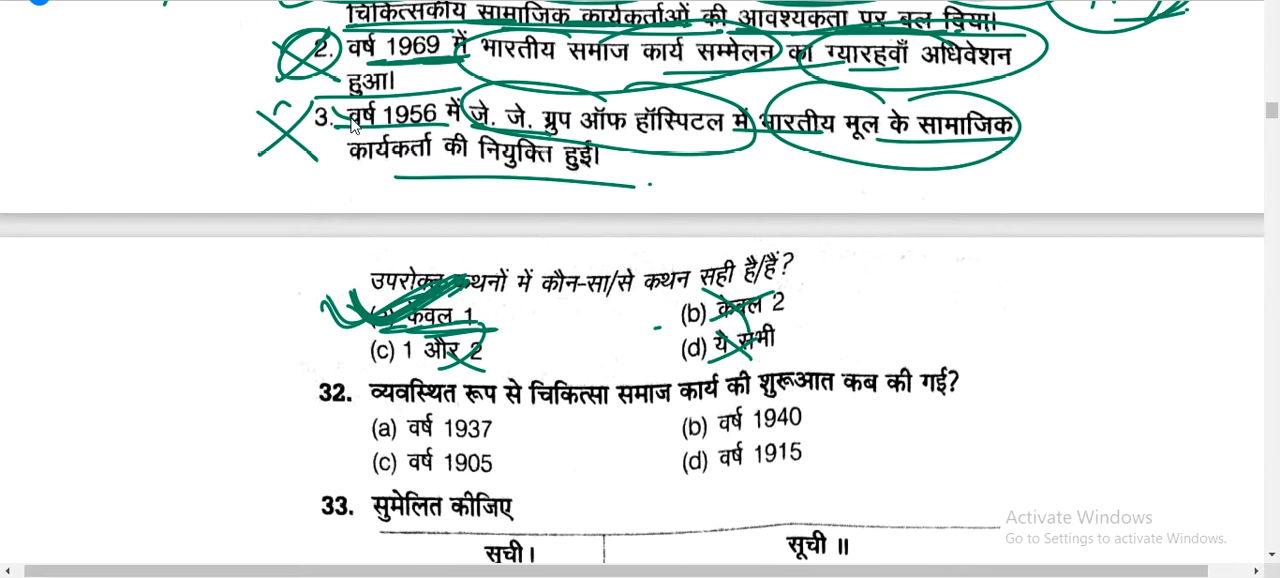 चिकित्सकीय सामाजिक कार्यकर्ताओं की आवश्यकता पर बल दिया।
2. वर्ष 1969 में भारतीय समाज कार्य सम्मेलन का ग्यारहवाँ अधिवेशन
हुआ।
3. वर्ष 1956 में जे. जे. ग्रुप ऑफ हॉस्पिटल में भारतीय मूल के सामाजिक
कार्यकर्ता की नियुक्ति हुई।
उपरोक्त कथनों में कौन-सा/से कथन सही है/हैं?
(a) केवल 1 (b) केवल 2
(c) 1 और 2 (d) ये सभी
32. व्यवस्थित रूप से चिकित्सा समाज कार्य की शुरूआत कब की गई?
(a) वर्ष 1937 (b) वर्ष 1940
(c) वर्ष 1905 (d) वर्ष 1915
33. सुमेलित कीजिए
सूची। सूची॥
Activate Windows
Go to Settings to activate Windows.